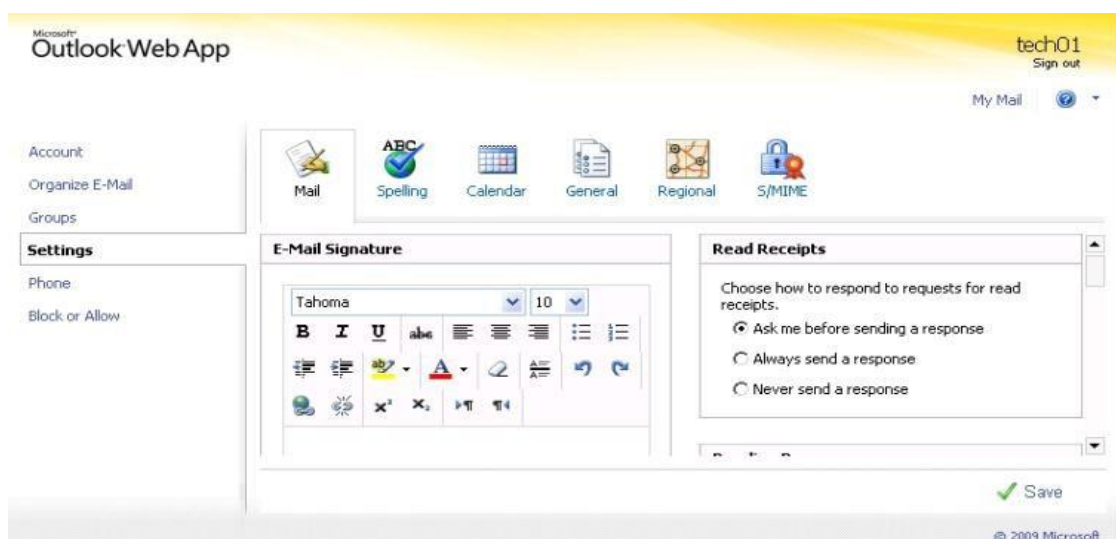 Microsoft®
Outlook Web App
tech01
Sign out
My Mail
Account
Organize E-Mail
Groups
Settings
Phone
Block or Allow
Mail
ABC
Spelling
Calendar
General
Regional
S/MIME
E-Mail Signature
Tahoma
10
B I U abc
ab A
x² x₂
Read Receipts
Choose how to respond to requests for read
receipts.
Ask me before sending a response
Always send a response
Never send a response
Save
© 2009 Microsoft